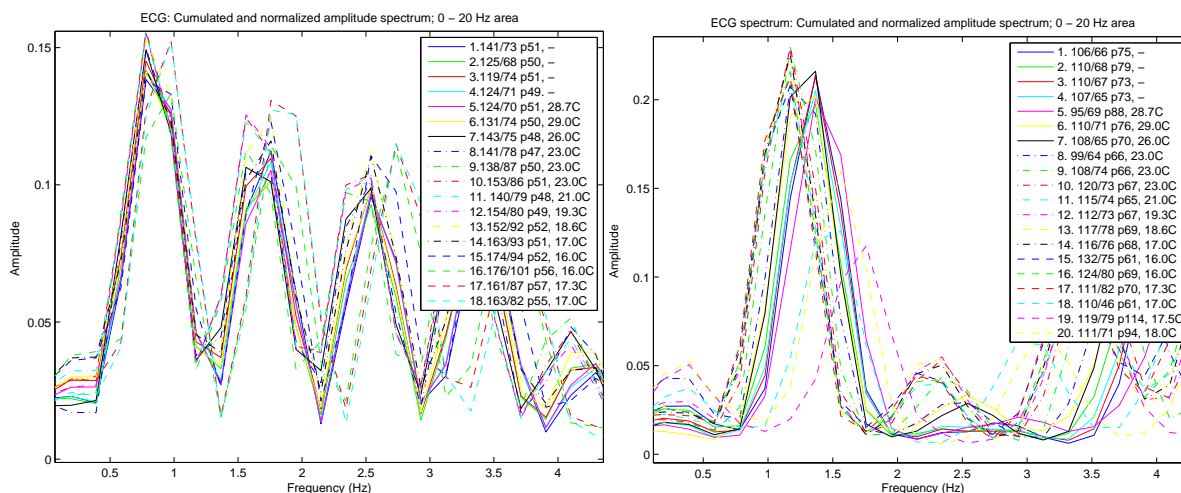 ECG: Cumulated and normalized amplitude spectrum; 0 – 20 Hz area
0.15
0.1
0.05
0
Amplitude
0.5
1
1.5
2
2.5
3
3.5
4
Frequency (Hz)
1.141/73 p51, –
2.125/68 p50, –
3.119/74 p51, –
4.124/71 p49. –
5.124/70 p51, 28.7C
6.131/74 p50, 29.0C
7.143/75 p48, 26.0C
8.141/78 p47, 23.0C
9.138/87 p50, 23.0C
10.153/86 p51, 23.0C
11. 140/79 p48, 21.0C
12.154/80 p49, 19.3C
13.152/92 p52, 18.6C
14.163/93 p51, 17.0C
15.174/94 p52, 16.0C
16.176/101 p56, 16.0C
17.161/87 p57, 17.3C
18.163/82 p55, 17.0C
ECG spectrum: Cumulated and normalized amplitude spectrum; 0 – 20 Hz area
0.2
0.15
0.1
0.05
0
Amplitude
0.5
1
1.5
2
2.5
3
3.5
4
Frequency (Hz)
1. 106/66 p75, –
2. 110/68 p79, –
3. 110/67 p73, –
4. 107/65 p73, –
5. 95/69 p88, 28.7C
6. 110/71 p76, 29.0C
7. 108/65 p70, 26.0C
8. 99/64 p66, 23.0C
9. 108/74 p66, 23.0C
10. 120/73 p67, 23.0C
11. 115/74 p65, 21.0C
12. 112/73 p67, 19.3C
13. 117/78 p69, 18.6C
14. 116/76 p68, 17.0C
15. 132/75 p61, 16.0C
16. 124/80 p69, 16.0C
17. 111/82 p70, 17.3C
18. 110/46 p61, 17.0C
19. 119/79 p114, 17.5C
20. 111/71 p94, 18.0C